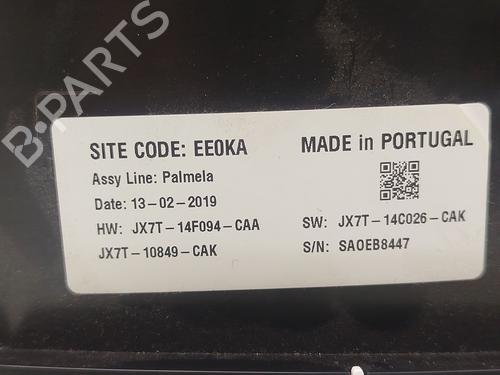 SITE CODE: EE0KA
MADE in PORTUGAL
Assy Line: Palmela
Date: 13-02-2019
HW: JX7T-14F094-CAA
SW: JX7T-14C026-CAK
JX7T-10849-CAK
S/N: SA0EB8447
B-PARTS